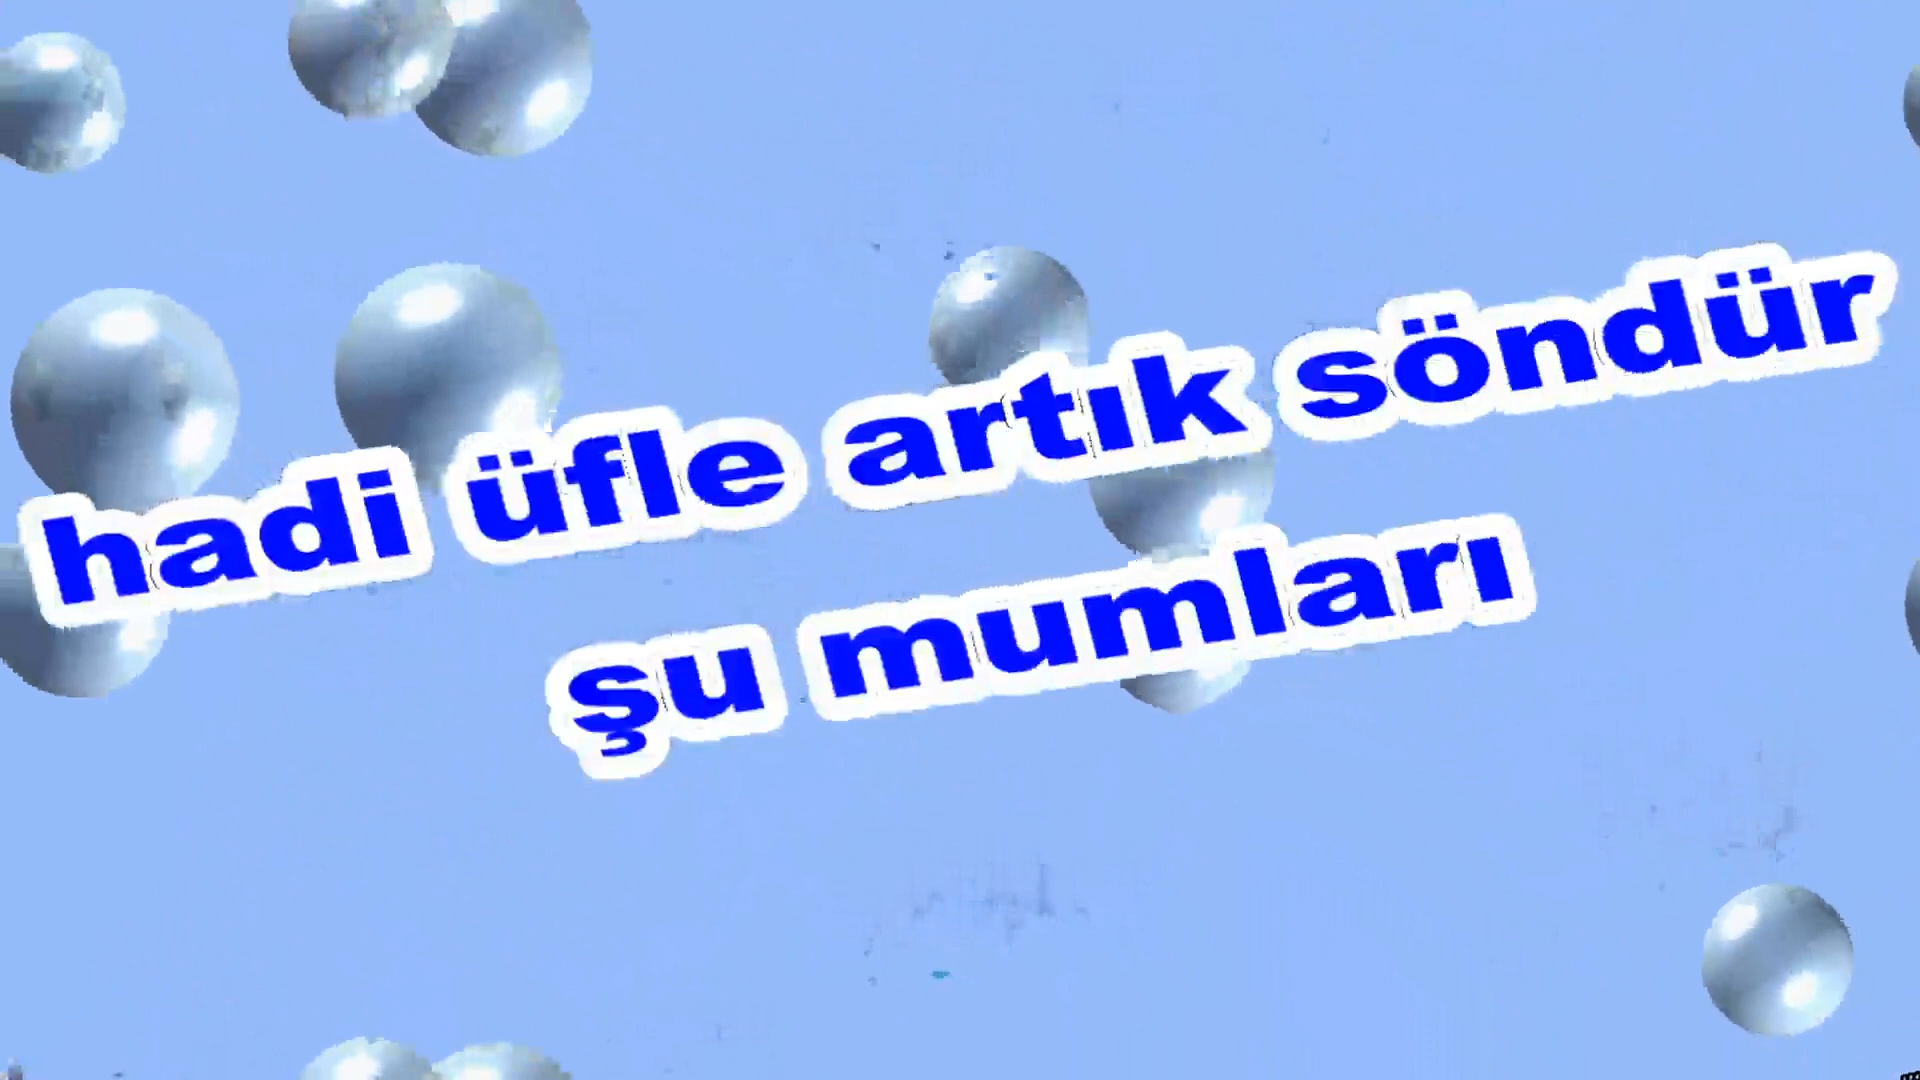 hadi üfle artık söndür
şu mumları